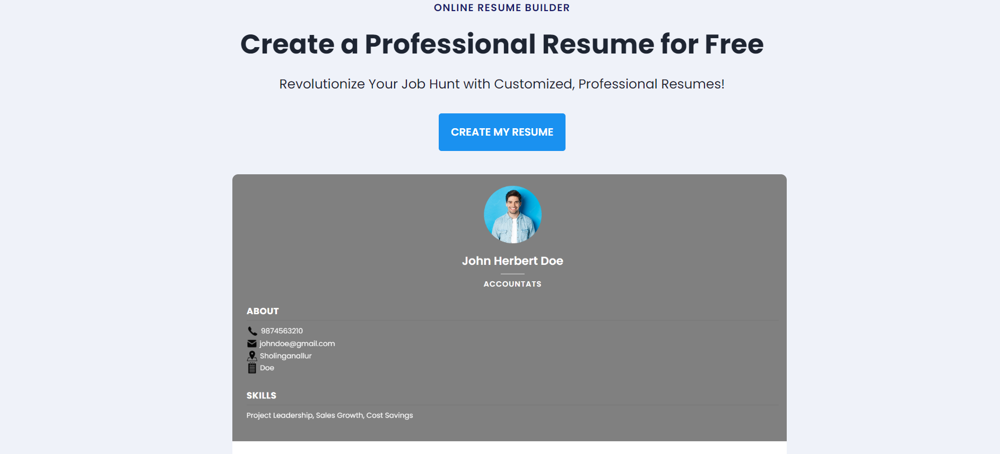 ONLINE RESUME BUILDER
Create a Professional Resume for Free
Revolutionize Your Job Hunt with Customized, Professional Resumes!
CREATE MY RESUME
John Herbert Doe
ACCOUNTATS
ABOUT
9874563210
johndoe@gmail.com
Sholinganallur
Doe
SKILLS
Project Leadership, Sales Growth, Cost Savings